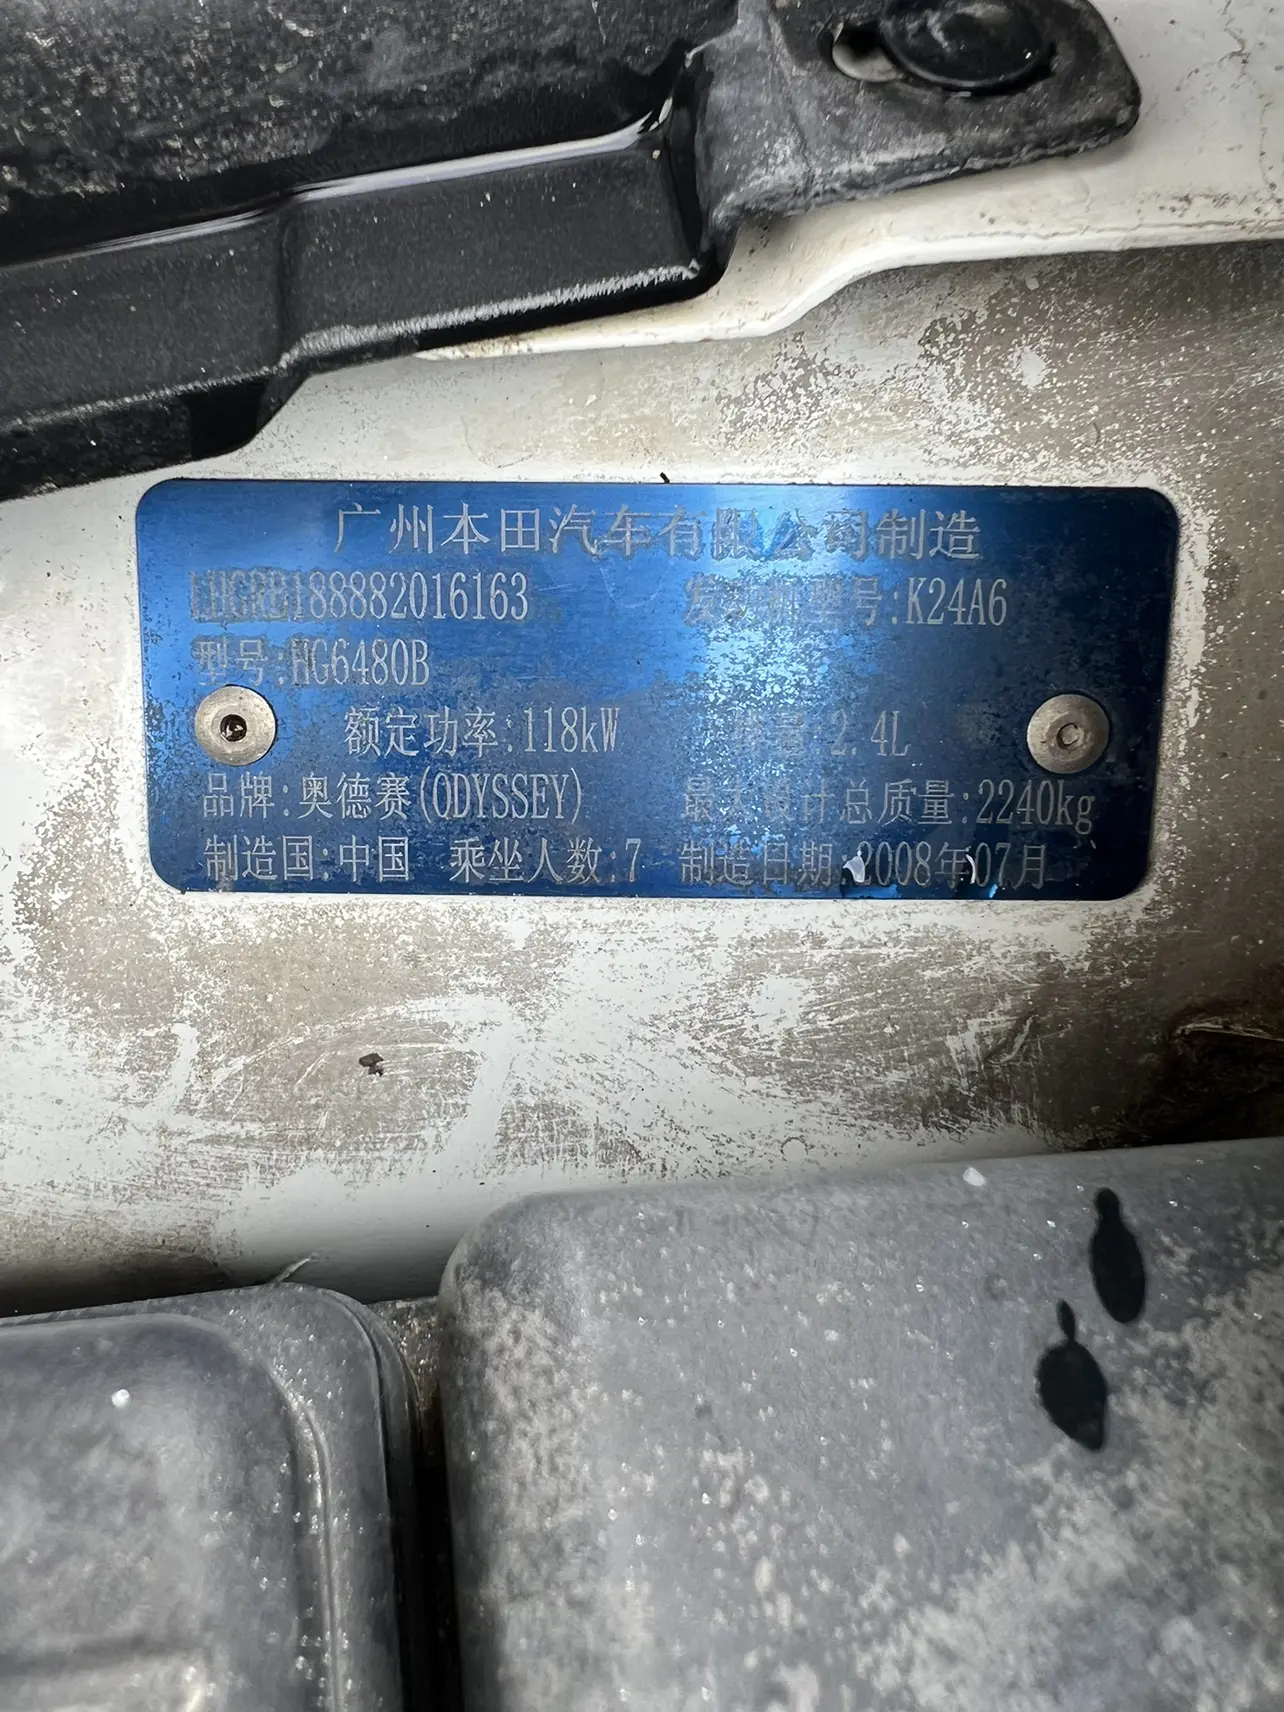 广州本田汽车有限公司制造
LHGRB188882016163 发动机型号:K24A6
型号:HG6480B
额定功率:118kW 排量:2.4L
品牌:奥德赛(ODYSSEY) 最大设计总质量:2240kg
制造国:中国 乘坐人数:7 制造日期:2008年07月